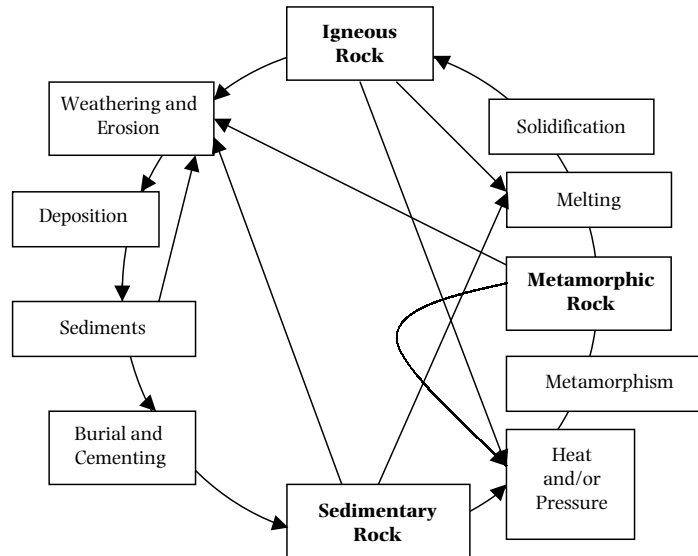 Igneous
Rock
Weathering and
Erosion
Solidification
Deposition
Melting
Metamorphic
Rock
Sediments
Metamorphism
Burial and
Cementing
Heat
and/or
Pressure
Sedimentary
Rock